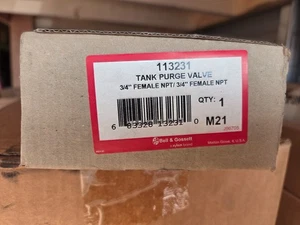 113231
TANK PURGE VALVE
3/4" FEMALE NPT/ 3/4" FEMALE NPT
QTY: 1
6 83328 13231 0
M21
Bell & Gossett